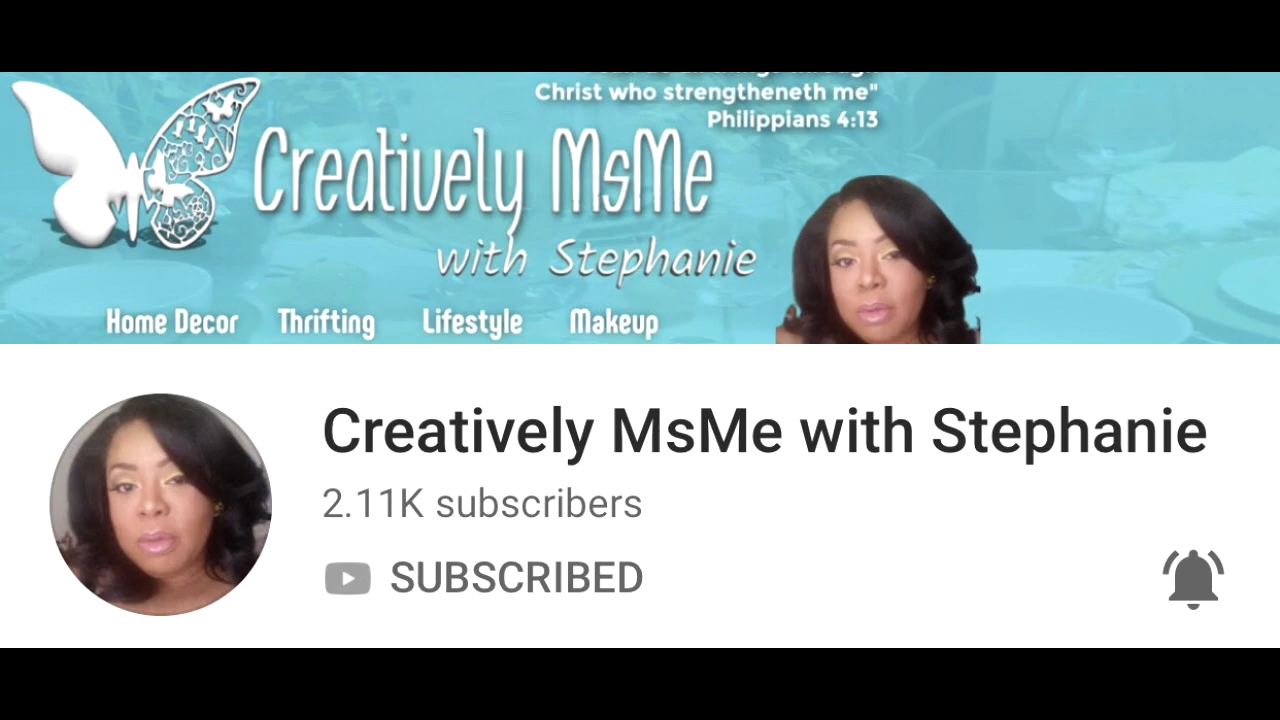 Christ who strengtheneth me"
Philippians 4:13
Creatively MsMe
with Stephanie
Home Decor Thrifting Lifestyle Makeup
Creatively MsMe with Stephanie
2.11K subscribers
SUBSCRIBED